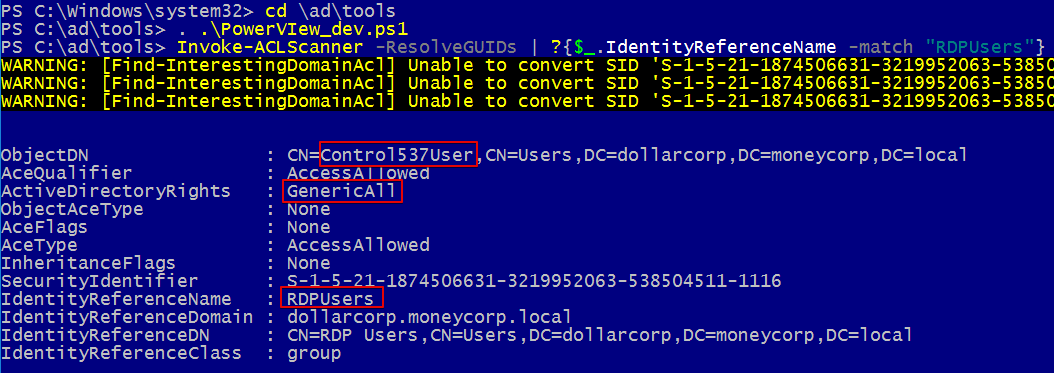 PS C:\Windows\system32> cd \ad\tools
PS C:\ad\tools> . .\PowerVIew_dev.ps1
PS C:\ad\tools> Invoke-ACLScanner -ResolveGUIDs | ?{$_.IdentityReferenceName -match "RDPUsers"}
WARNING: [Find-InterestingDomainAcl] Unable to convert SID 'S-1-5-21-1874506631-3219952063-53850
WARNING: [Find-InterestingDomainAcl] Unable to convert SID 'S-1-5-21-1874506631-3219952063-53850
WARNING: [Find-InterestingDomainAcl] Unable to convert SID 'S-1-5-21-1874506631-3219952063-53850
ObjectDN : CN=Control537User,CN=Users,DC=dollarcorp,DC=moneycorp,DC=local
AceQualifier : AccessAllowed
ActiveDirectoryRights : GenericAll
ObjectAceType : None
AceFlags : None
AceType : AccessAllowed
InheritanceFlags : None
SecurityIdentifier : S-1-5-21-1874506631-3219952063-538504511-1116
IdentityReferenceName : RDPUsers
IdentityReferenceDomain : dollarcorp.moneycorp.local
IdentityReferenceDN : CN=RDP Users,CN=Users,DC=dollarcorp,DC=moneycorp,DC=local
IdentityReferenceClass : group